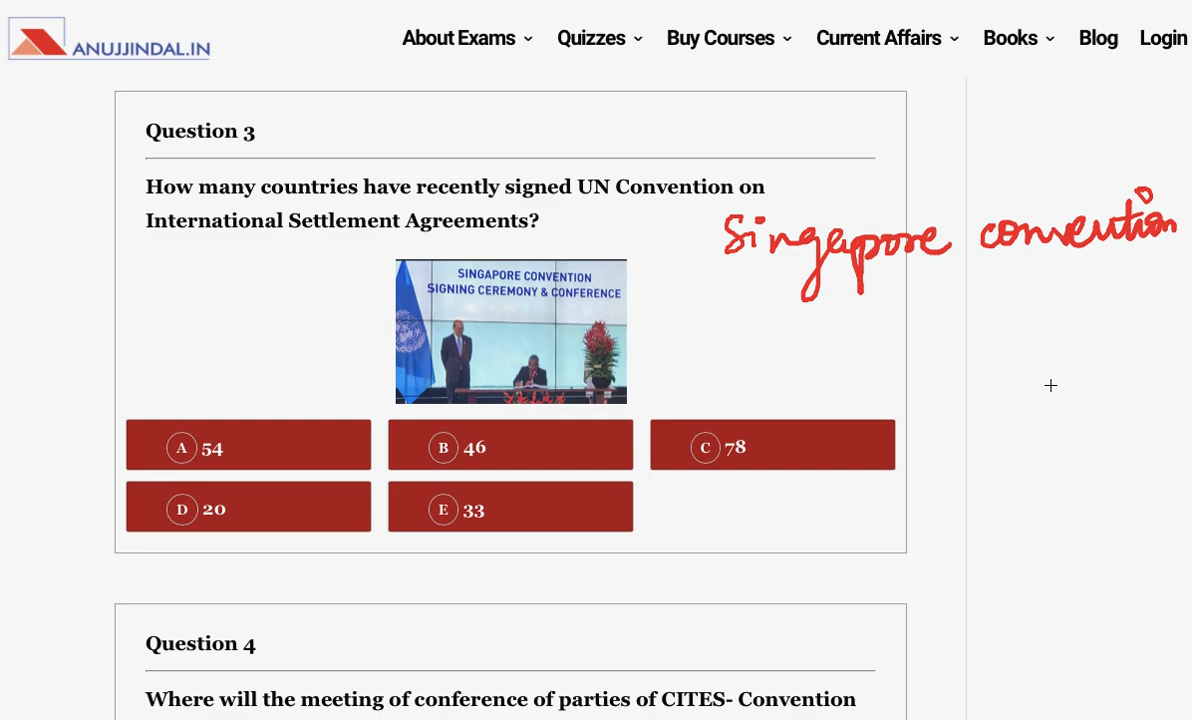 ANUJJINDAL.IN
About Exams Quizzes Buy Courses Current Affairs Books Blog Login
Question 3
How many countries have recently signed UN Convention on
International Settlement Agreements?
Singapore convention
SINGAPORE CONVENTION
SIGNING CEREMONY & CONFERENCE
A 54
B 46
C 78
D 20
E 33
Question 4
Where will the meeting of conference of parties of CITES- Convention